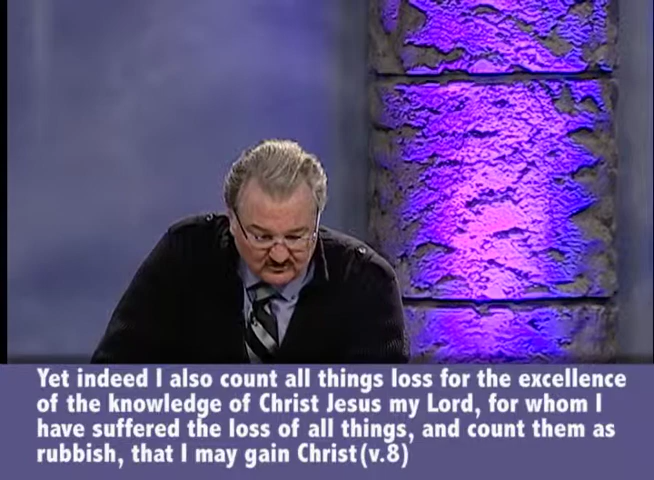 Yet indeed I also count all things loss for the excellence
of the knowledge of Christ Jesus my Lord, for whom I
have suffered the loss of all things, and count them as
rubbish, that I may gain Christ(v.8)